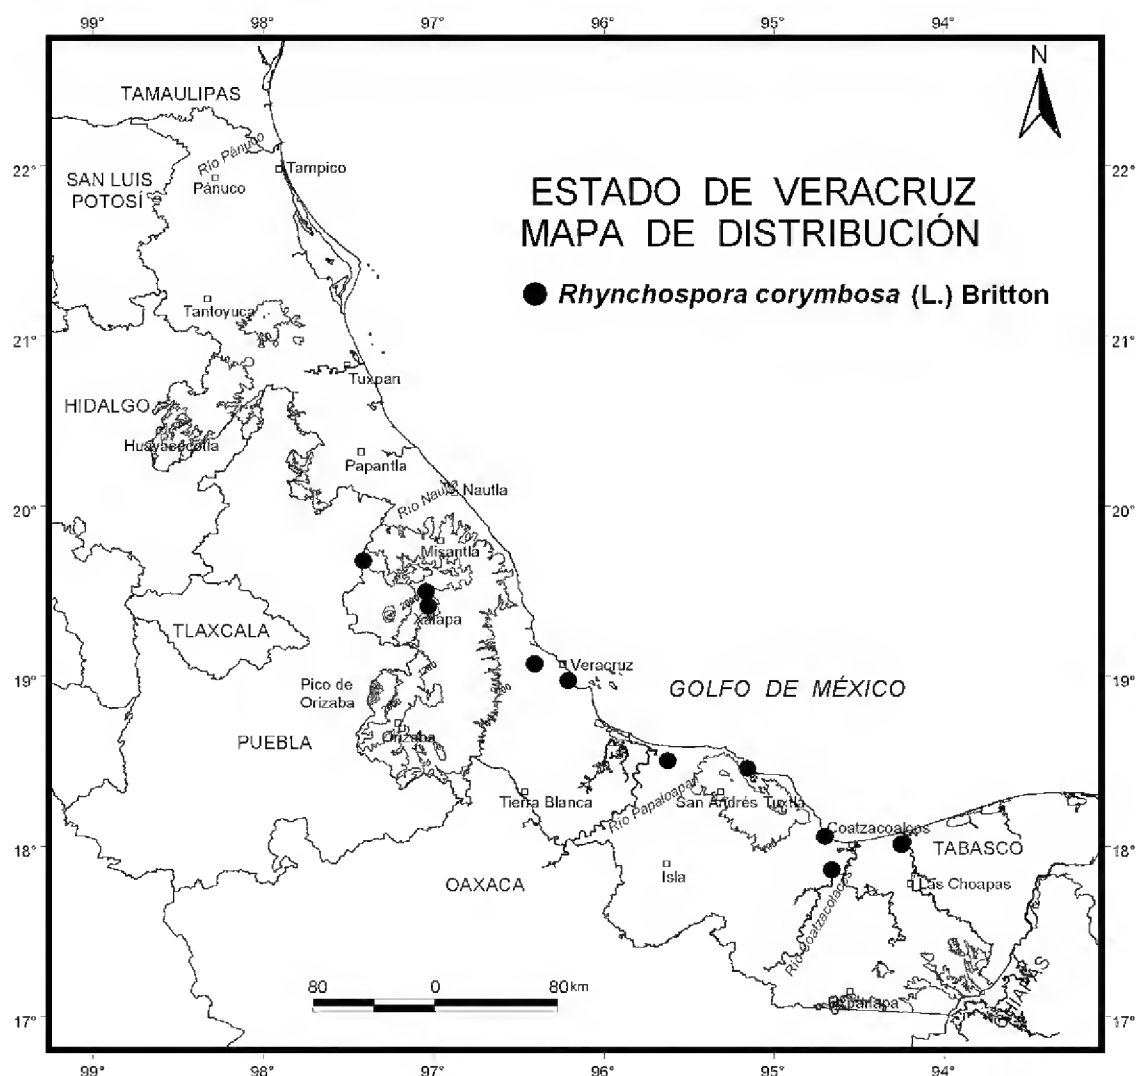 99° 98° 97° 96° 95° 94°
N
TAMAULIPAS
Río Pánuco
22° Tampico 22°
SAN LUIS
POTOSÍ
Pánuco
ESTADO DE VERACRUZ
MAPA DE DISTRIBUCIÓN
Rhynchospora corymbosa (L.) Britton
Tantoyuca
21° 21°
Tuxpan
HIDALGO
Huayacocotla
Papantla
Río Nautla
Nautla
20° 20°
Misantla
2000
Xalapa
TLAXCALA
Veracruz
19° 19°
Pico de
Orizaba
GOLFO DE MÉXICO
PUEBLA
Orizaba
Tierra Blanca
Río Papaloapan
San Andrés Tuxtla
Coatzacoalcos
18° 18°
TABASCO
OAXACA
Isla
Las Choapas
Río Coatzacoalcos
CHIAPAS
80 0 80 km
17° 17°
99° 98° 97° 96° 95° 94°